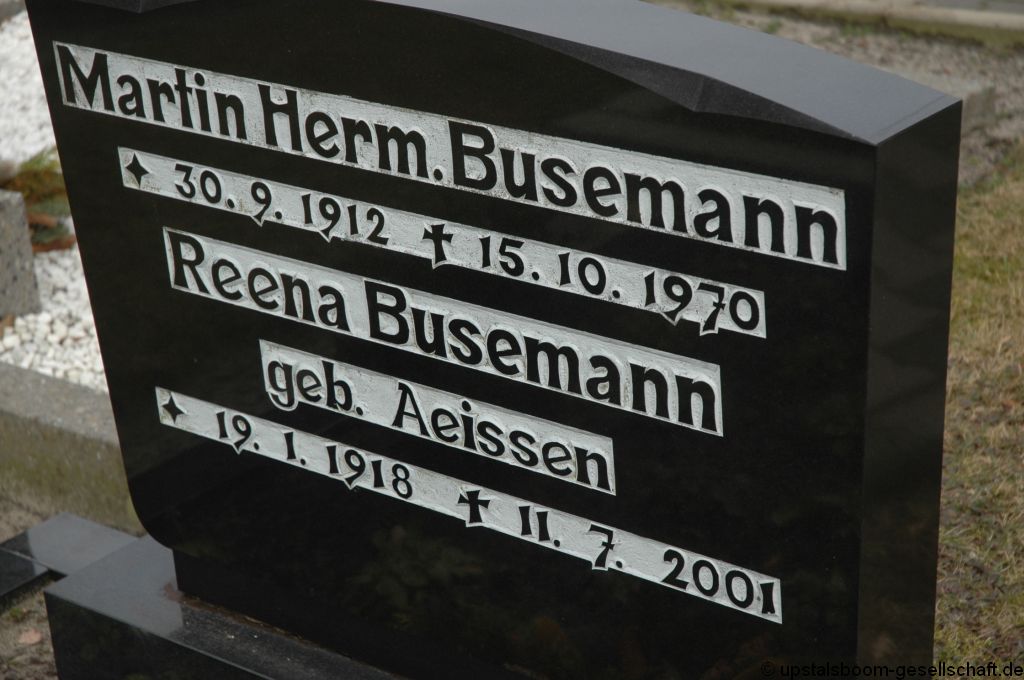 Martin Herm. Busemann
✦ 30. 9. 1912 ✝ 15. 10. 1970
Reena Busemann
geb. Aeissen
✦ 19. 1. 1918 ✝ 11. 7. 2001
© upstalsboom-gesellschaft.de